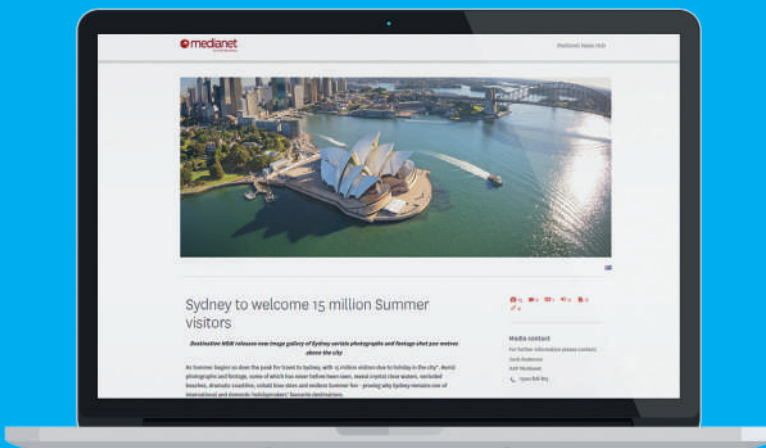 medianet
Medianet News Hub
Sydney to welcome 15 million Summer
visitors
Destination NSW releases new image gallery of Sydney aerials photographs and footage shot 500 metres
above the city
As Summer begins so does the peak for travel to Sydney, with 15 million visitors due to holiday in the city*. Aerial
photographs and footage, some of which has never before been seen, reveal crystal clear waters, secluded
beaches, dramatic coastline, cobalt blue skies and endless Summer fun - proving why Sydney remains one of
international and domestic holidaymakers' favourite destinations.
Media contact
For further information please contact:
AAP Medianet